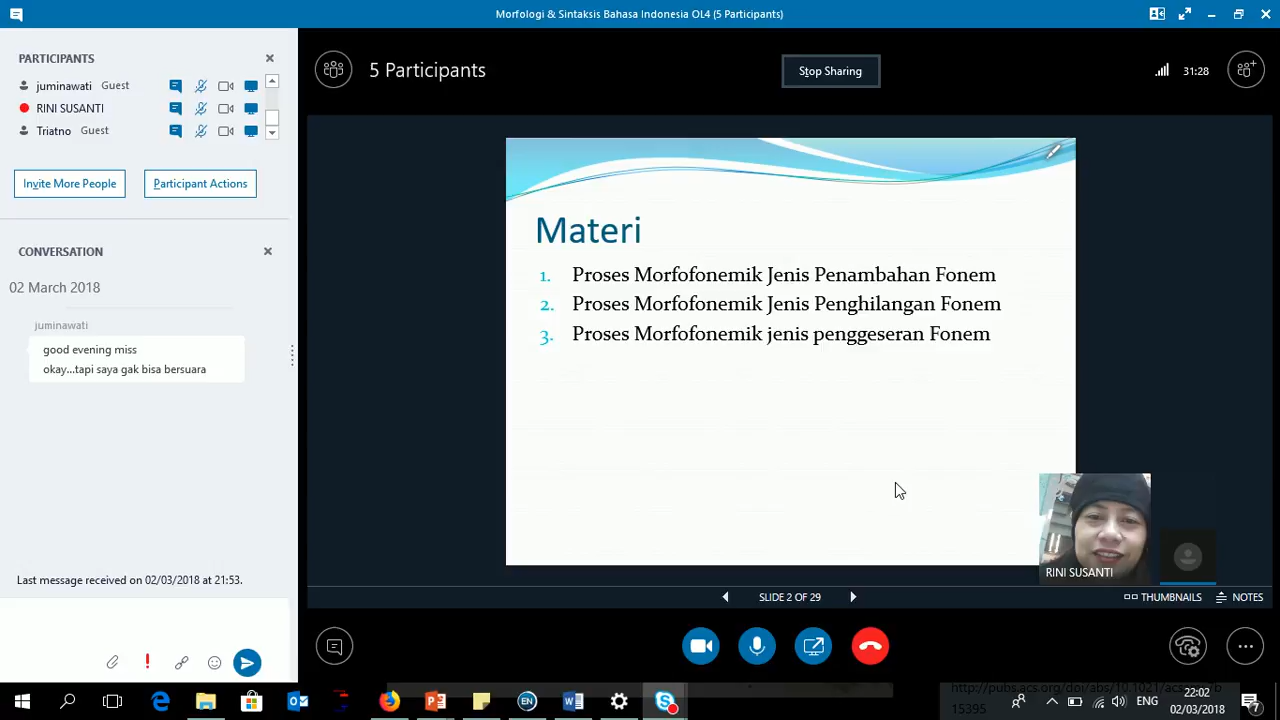 Morfologi & Sintaksis Bahasa Indonesia OL4 (5 Participants)
PARTICIPANTS
juminawati Guest
RINI SUSANTI
Triatno Guest
Invite More People
Participant Actions
CONVERSATION
02 March 2018
juminawati
good evening miss
okay...tapi saya gak bisa bersuara
Last message received on 02/03/2018 at 21:53.
5 Participants
Stop Sharing
31:28
Materi
1. Proses Morfofonemik Jenis Penambahan Fonem
2. Proses Morfofonemik Jenis Penghilangan Fonem
3. Proses Morfofonemik jenis penggeseran Fonem
RINI SUSANTI
SLIDE 2 OF 29
THUMBNAILS
NOTES
15395
ENG
22:02
02/03/2018
7